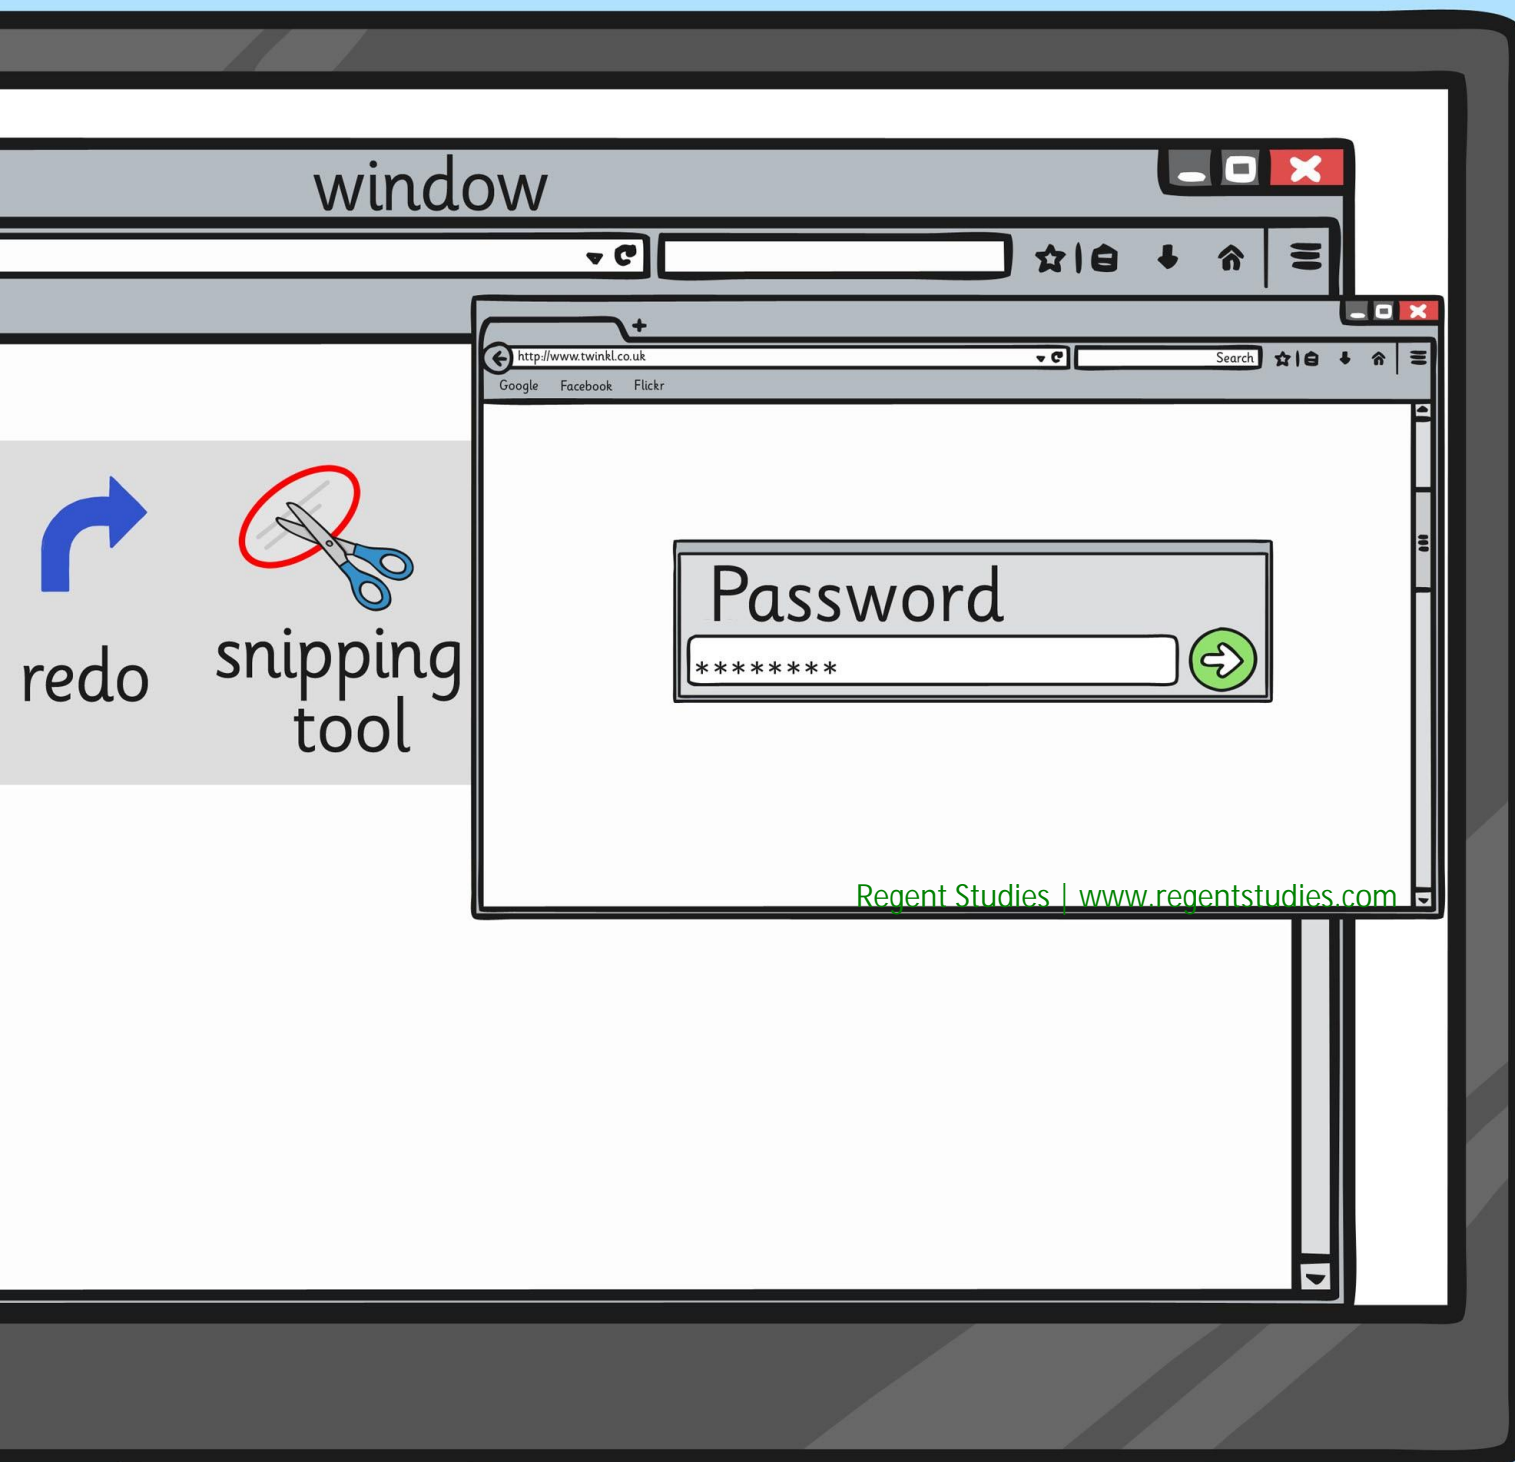 window
http://www.twinkl.co.uk
Search
Google Facebook Flickr
Password
********
redo
snipping
tool
Regent Studies | www.regentstudies.com